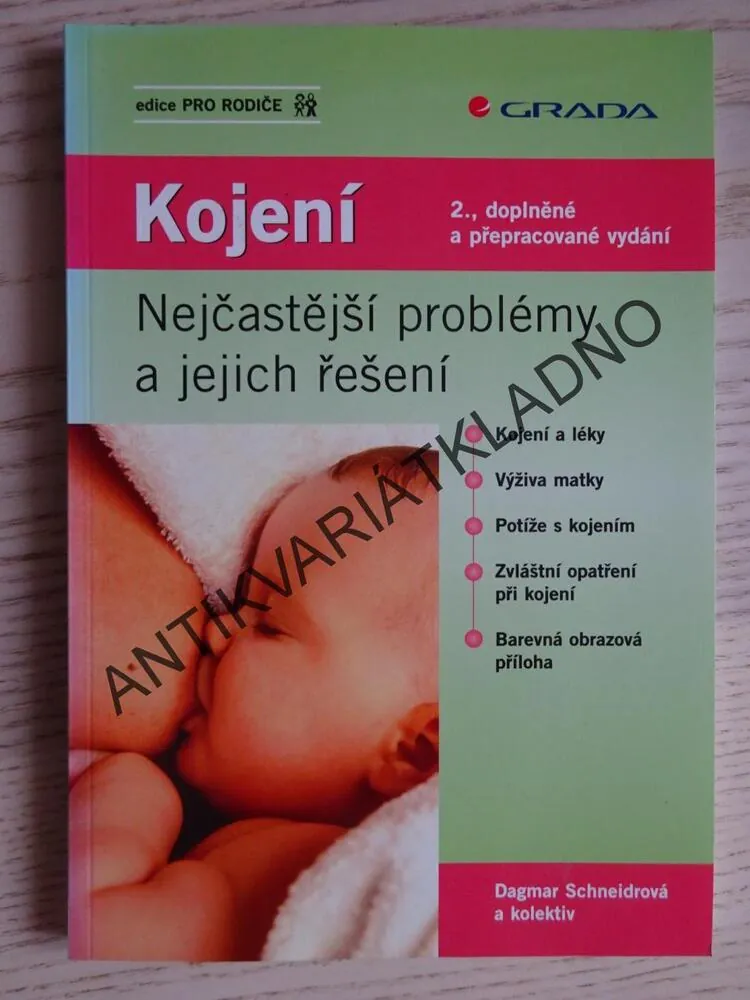 edice PRO RODIČE
GRADA
Kojení
2., doplněné
a přepracované vydání
Nejčastější problémy
a jejich řešení
Kojení a léky
Výživa matky
Potíže s kojením
Zvláštní opatření
při kojení
Barevná obrazová
příloha
Dagmar Schneidrová
a kolektiv
ANTIKVARIÁTKLADNO